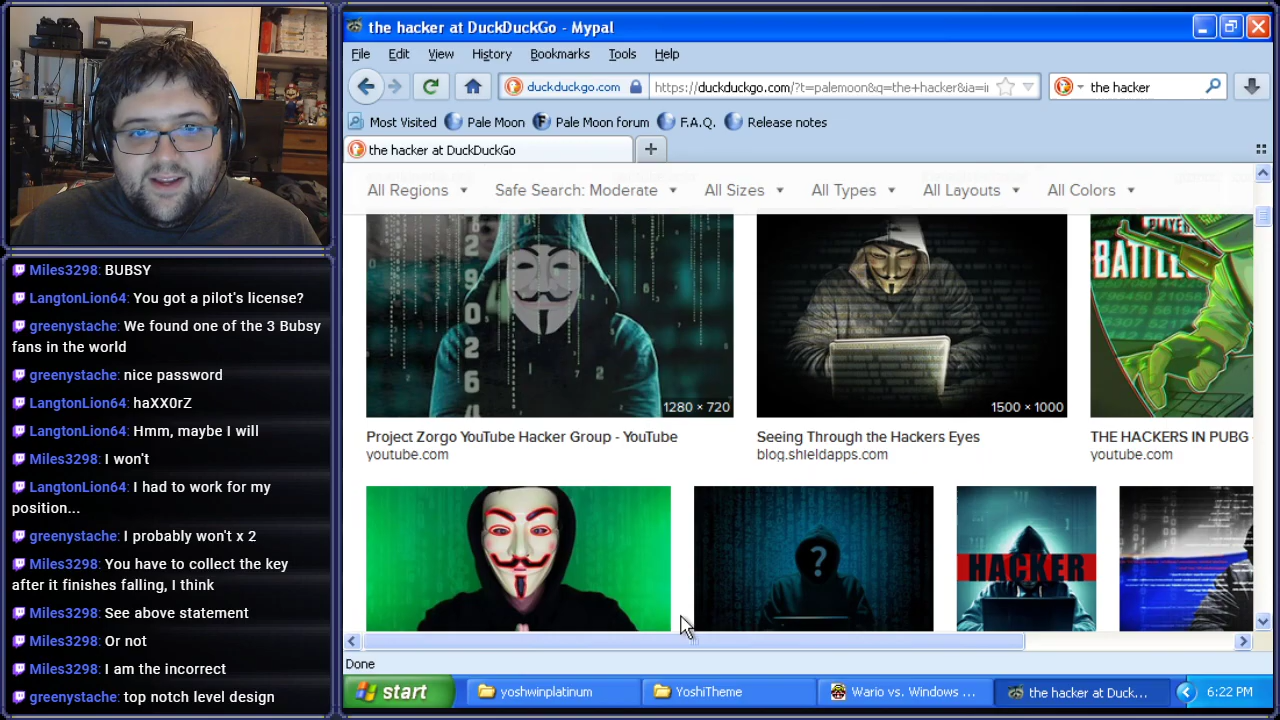 Miles3298: BUBSY
LangtonLion64: You got a pilot's license?
greenystache: We found one of the 3 Bubsy
fans in the world
greenystache: nice password
LangtonLion64: haXX0rZ
LangtonLion64: Hmm, maybe I will
Miles3298: I won't
LangtonLion64: I had to work for my
position...
greenystache: I probably won't x 2
Miles3298: You have to collect the key
after it finishes falling, I think
Miles3298: See above statement
Miles3298: Or not
Miles3298: I am the incorrect
greenystache: top notch level design
the hacker at DuckDuckGo - Mypal
File Edit View History Bookmarks Tools Help
duckduckgo.com https://duckduckgo.com/?t=palemoon&q=the+hacker&ia=ii the hacker
Most Visited Pale Moon Pale Moon forum F.A.Q. Release notes
the hacker at DuckDuckGo
All Regions Safe Search: Moderate All Sizes All Types All Layouts All Colors
1280 × 720
1500 × 1000
Project Zorgo YouTube Hacker Group - YouTube
youtube.com
Seeing Through the Hackers Eyes
blog.shieldapps.com
THE HACKERS IN PUBG
youtube.com
?
HACKER
Done
start yoshwinplatinum YoshiTheme Wario vs. Windows ... the hacker at Duck... 6:22 PM